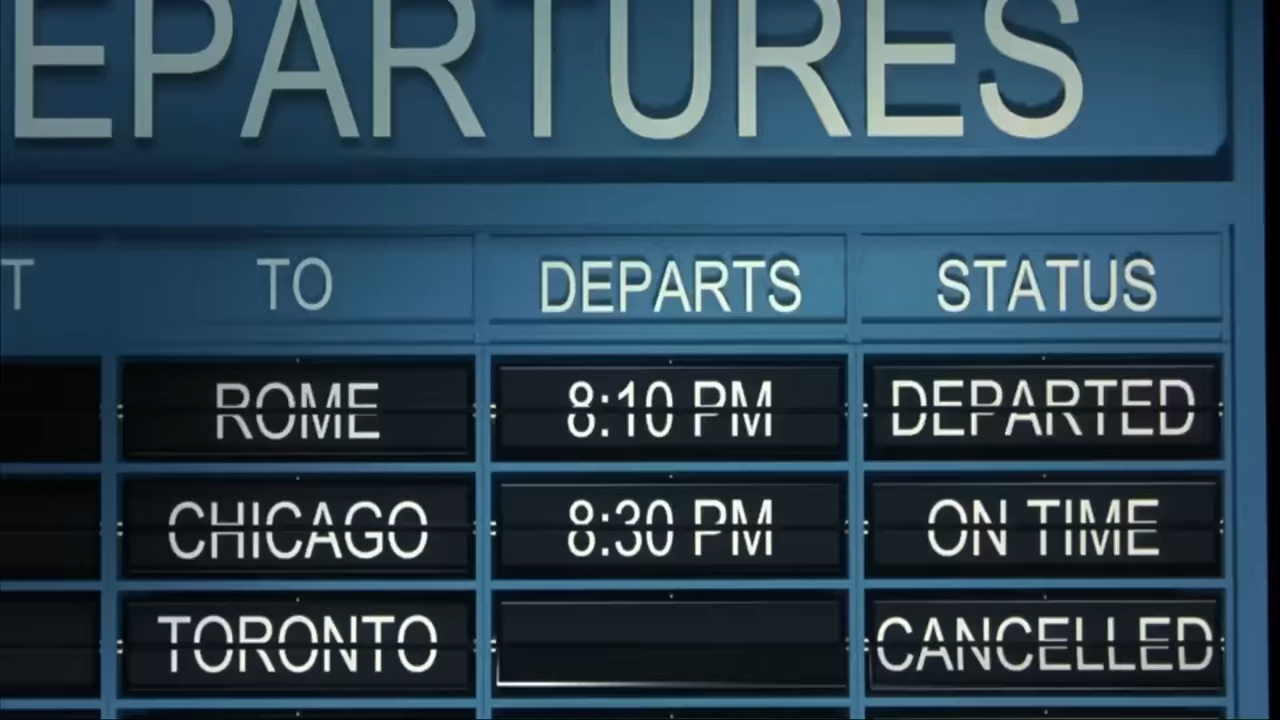 EPARTURES
T TO DEPARTS STATUS
ROME 8:10 PM DEPARTED
CHICAGO 8:30 PM ON TIME
TORONTO CANCELLED